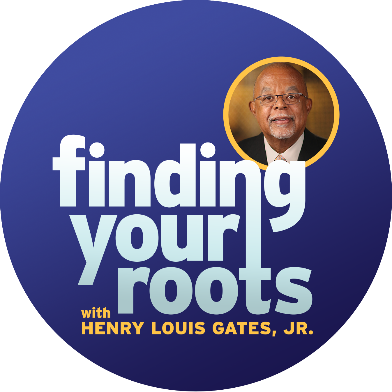 finding
your
roots
with
HENRY LOUIS GATES, JR.